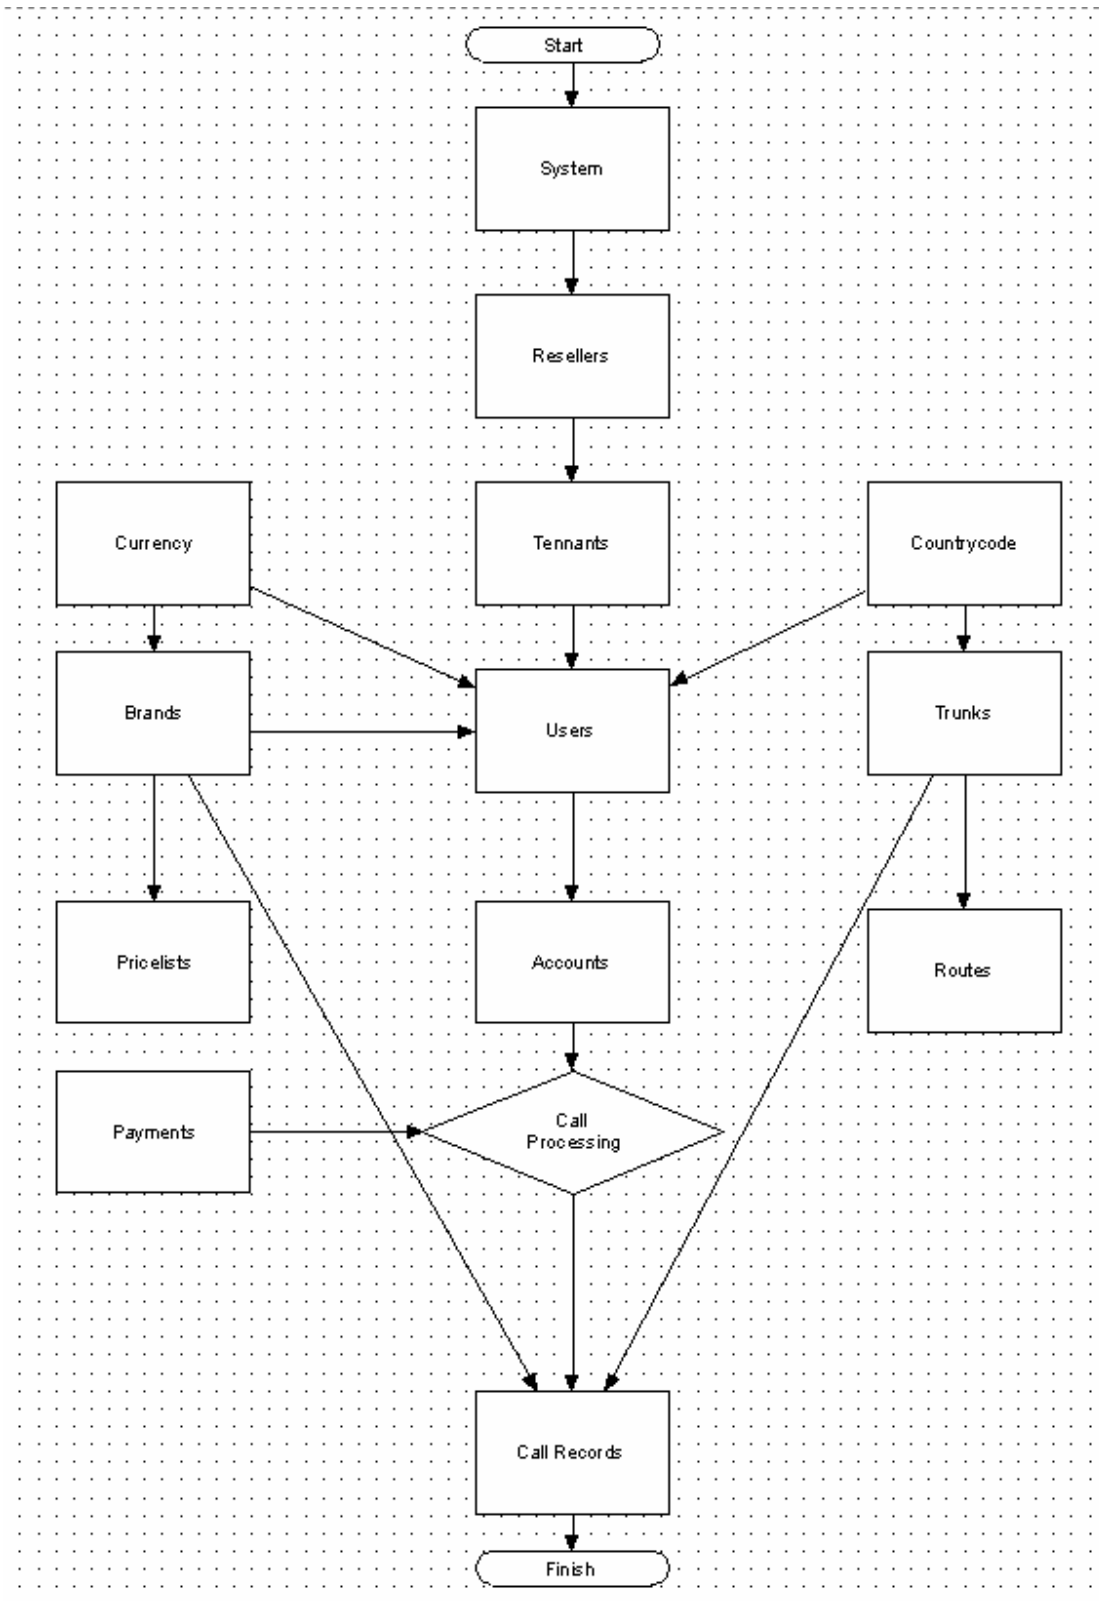 Start
System
Resellers
Currency
Tennants
Countrycode
Brands
Users
Trunks
Pricelists
Accounts
Routes
Payments
Call
Processing
Call Records
Finish